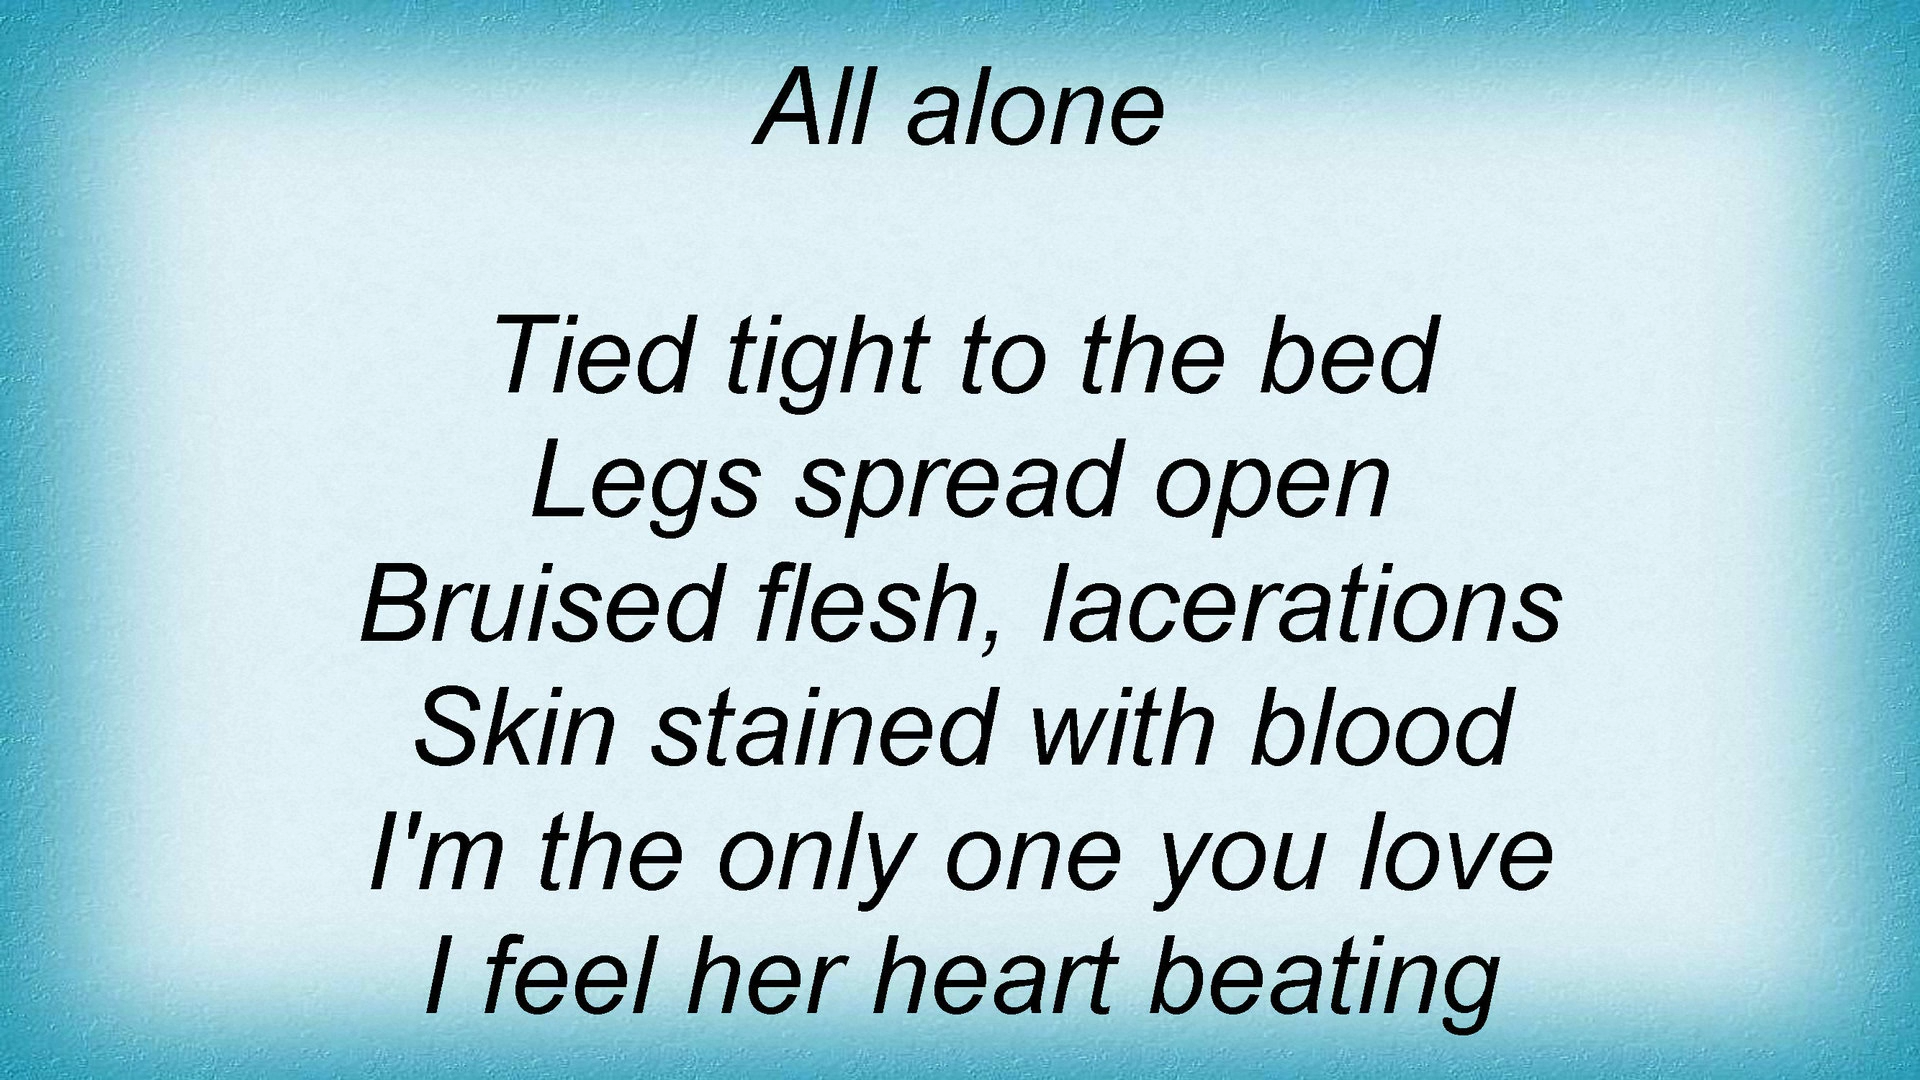 All alone
Tied tight to the bed
Legs spread open
Bruised flesh, lacerations
Skin stained with blood
I'm the only one you love
I feel her heart beating